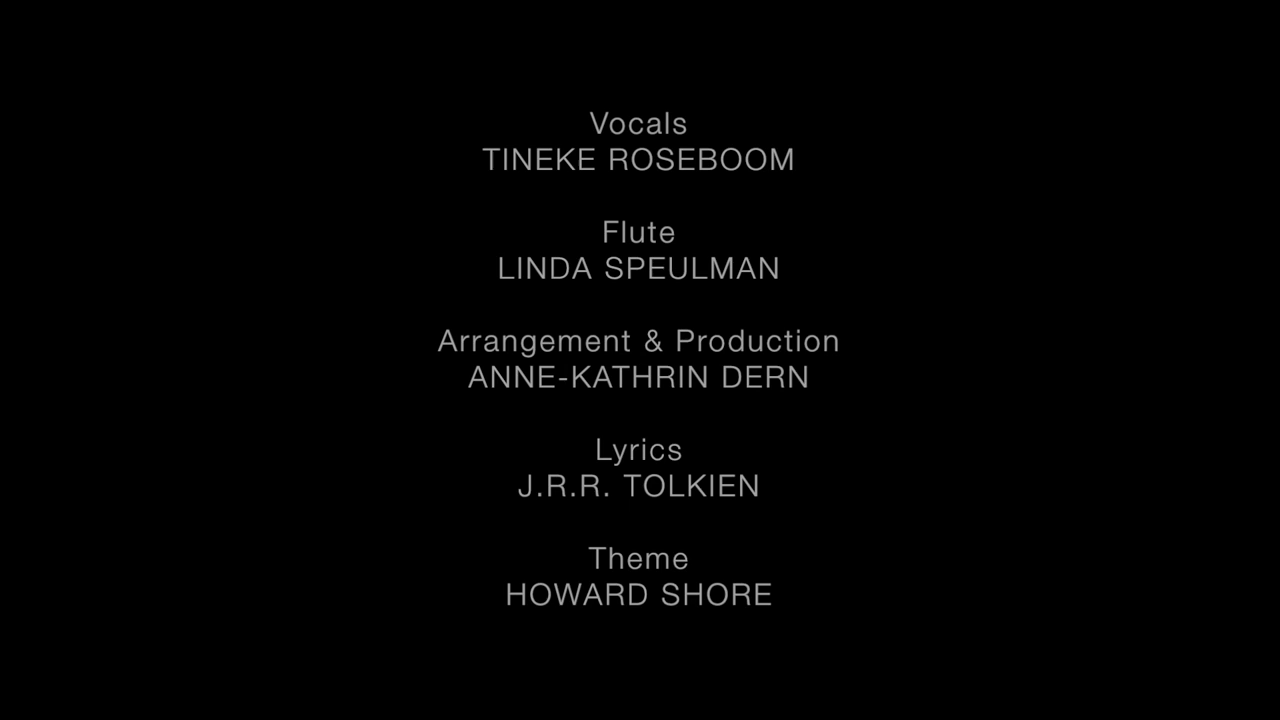 Vocals
TINEKE ROSEBOOM
Flute
LINDA SPEULMAN
Arrangement & Production
ANNE-KATHRIN DERN
Lyrics
J.R.R. TOLKIEN
Theme
HOWARD SHORE